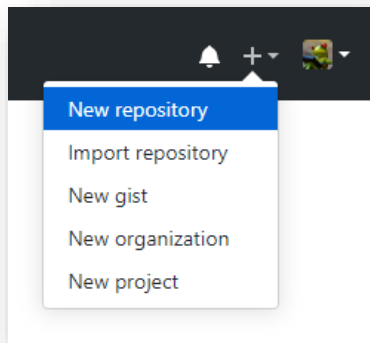 New repository
Import repository
New gist
New organization
New project